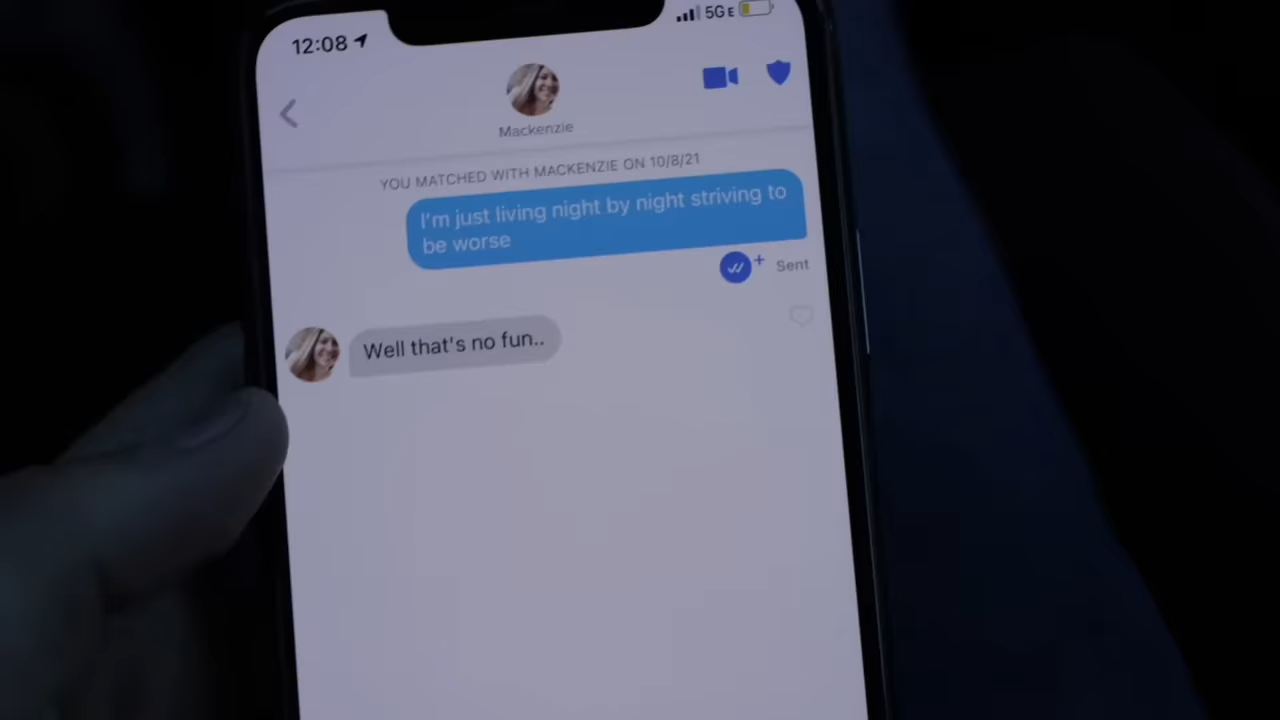 12:08
5GE
Mackenzie
YOU MATCHED WITH MACKENZIE ON 10/8/21
I'm just living night by night striving to
be worse
Sent
Well that's no fun..